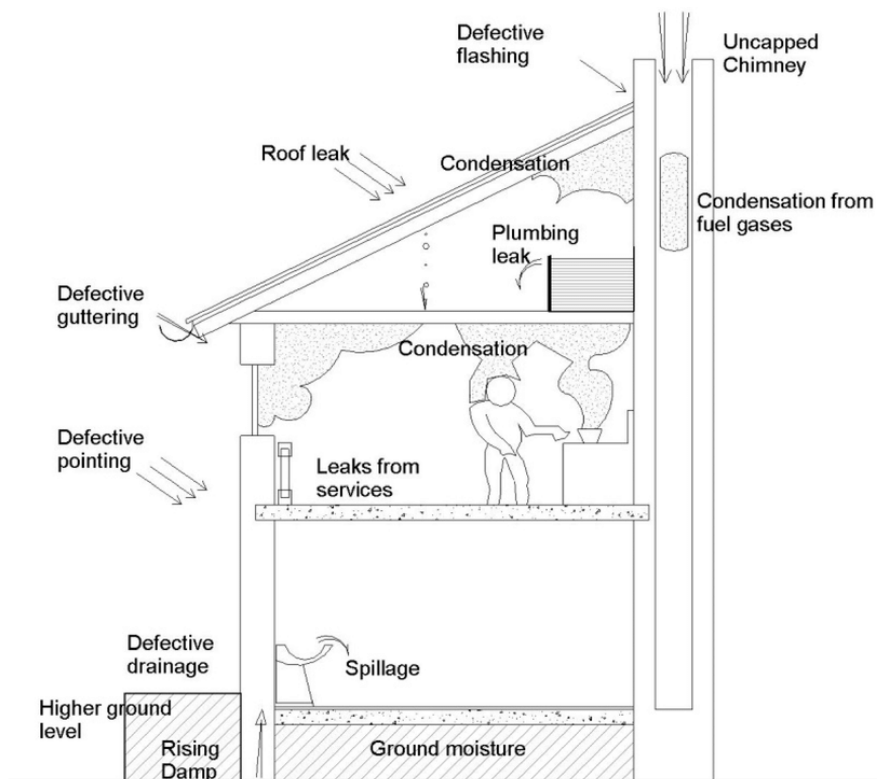 Defective
flashing
Uncapped
Chimney
Roof leak
Condensation
Condensation from
fuel gases
Plumbing
leak
Defective
guttering
Condensation
Defective
pointing
Leaks from
services
Defective
drainage
Spillage
Higher ground
level
Rising
Damp
Ground moisture